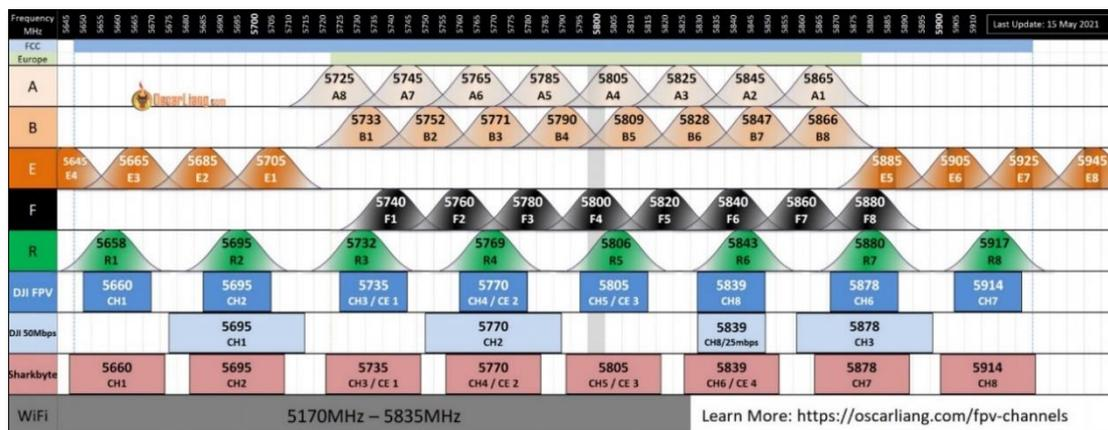 Frequency MHz 5645 5650 5655 5660 5665 5670 5675 5680 5685 5690 5695 5700 5705 5710 5715 5720 5725 5730 5735 5740 5745 5750 5755 5760 5765 5770 5775 5780 5785 5790 5795 5800 5805 5810 5815 5820 5825 5830 5835 5840 5845 5850 5855 5860 5865 5870 5875 5880 5885 5890 5895 5900 5905 5910 Last Update: 15 May 2021
FCC
Europe
A 5725 5745 5765 5785 5805 5825 5845 5865
A8 A7 A6 A5 A4 A3 A2 A1
OscarLiang.com
B 5733 5752 5771 5790 5809 5828 5847 5866
B1 B2 B3 B4 B5 B6 B7 B8
E 5645 5665 5685 5705 5885 5905 5925 5945
E4 E3 E2 E1 E5 E6 E7 E8
F 5740 5760 5780 5800 5820 5840 5860 5880
F1 F2 F3 F4 F5 F6 F7 F8
R 5658 5695 5732 5769 5806 5843 5880 5917
R1 R2 R3 R4 R5 R6 R7 R8
DJI FPV 5660 5695 5735 5770 5805 5839 5878 5914
CH1 CH2 CH3 / CE 1 CH4 / CE 2 CH5 / CE 3 CH8 CH6 CH7
DJI 50Mbps 5695 5770 5839 5878
CH1 CH2 CH8/25mbps CH3
Sharkbyte 5660 5695 5735 5770 5805 5839 5878 5914
CH1 CH2 CH3 / CE 1 CH4 / CE 2 CH5 / CE 3 CH6 / CE 4 CH7 CH8
WiFi 5170MHz – 5835MHz Learn More: https://oscarliang.com/fpv-channels